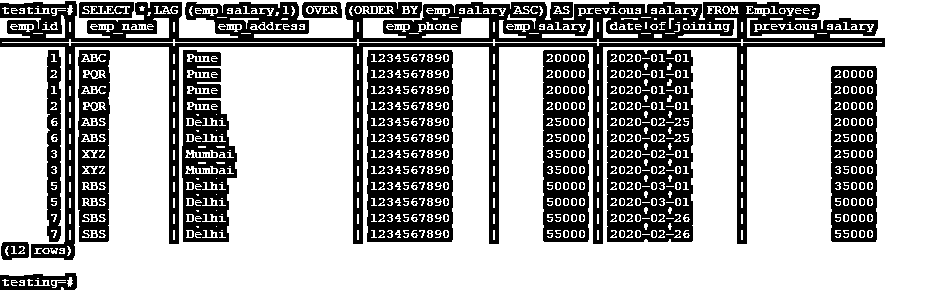 testing=# SELECT *,LAG (emp_salary,1) OVER (ORDER BY emp_salary ASC) AS previous_salary FROM Employee;
emp_id | emp_name | emp_address | emp_phone | emp_salary | date_of_joining | previous_salary
1 | ABC | Pune | 1234567890 | 20000 | 2020-01-01 |
2 | PQR | Pune | 1234567890 | 20000 | 2020-01-01 | 20000
1 | ABC | Pune | 1234567890 | 20000 | 2020-01-01 | 20000
2 | PQR | Pune | 1234567890 | 20000 | 2020-01-01 | 20000
6 | ABS | Delhi | 1234567890 | 25000 | 2020-02-25 | 20000
6 | ABS | Delhi | 1234567890 | 25000 | 2020-02-25 | 25000
3 | XYZ | Mumbai | 1234567890 | 35000 | 2020-02-01 | 25000
3 | XYZ | Mumbai | 1234567890 | 35000 | 2020-02-01 | 35000
5 | RBS | Delhi | 1234567890 | 50000 | 2020-03-01 | 35000
5 | RBS | Delhi | 1234567890 | 50000 | 2020-03-01 | 50000
7 | SBS | Delhi | 1234567890 | 55000 | 2020-02-26 | 50000
7 | SBS | Delhi | 1234567890 | 55000 | 2020-02-26 | 55000
(12 rows)
testing=#